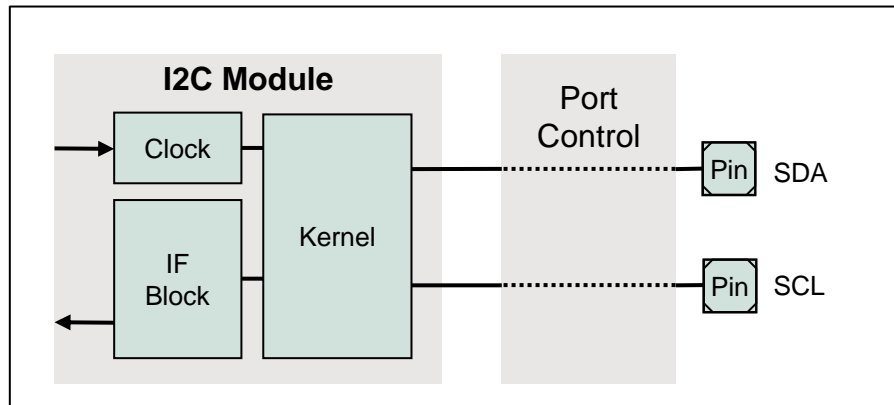 I2C Module
Clock
IF
Block
Kernel
Port
Control
Pin
SDA
Pin
SCL